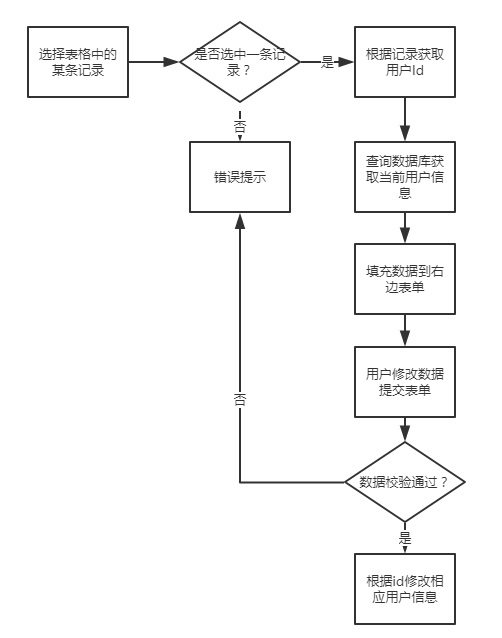 选择表格中的
某条记录
是否选中一条记
录？
是
根据记录获取
用户Id
否
错误提示
查询数据库获
取当前用户信
息
填充数据到右
边表单
用户修改数据
提交表单
否
数据校验通过？
是
根据id修改相
应用户信息